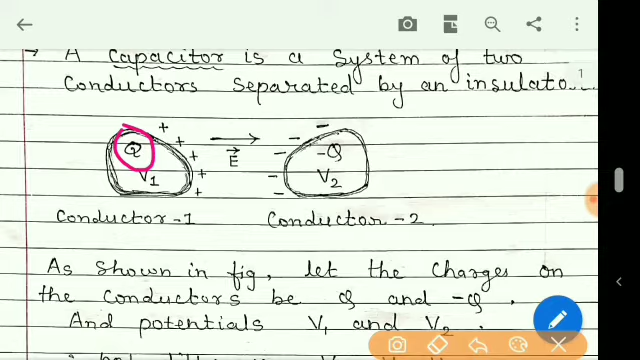 → A Capacitor is a System of two
Conductors separated by an insulato
+ + + + +
Q
V1
E
- - - - -
-Q
V2
Conductor-1
Conductor-2.
As shown in fig, let the Charges on
the conductors be Q and -Q.
And potentials V1 and V2.